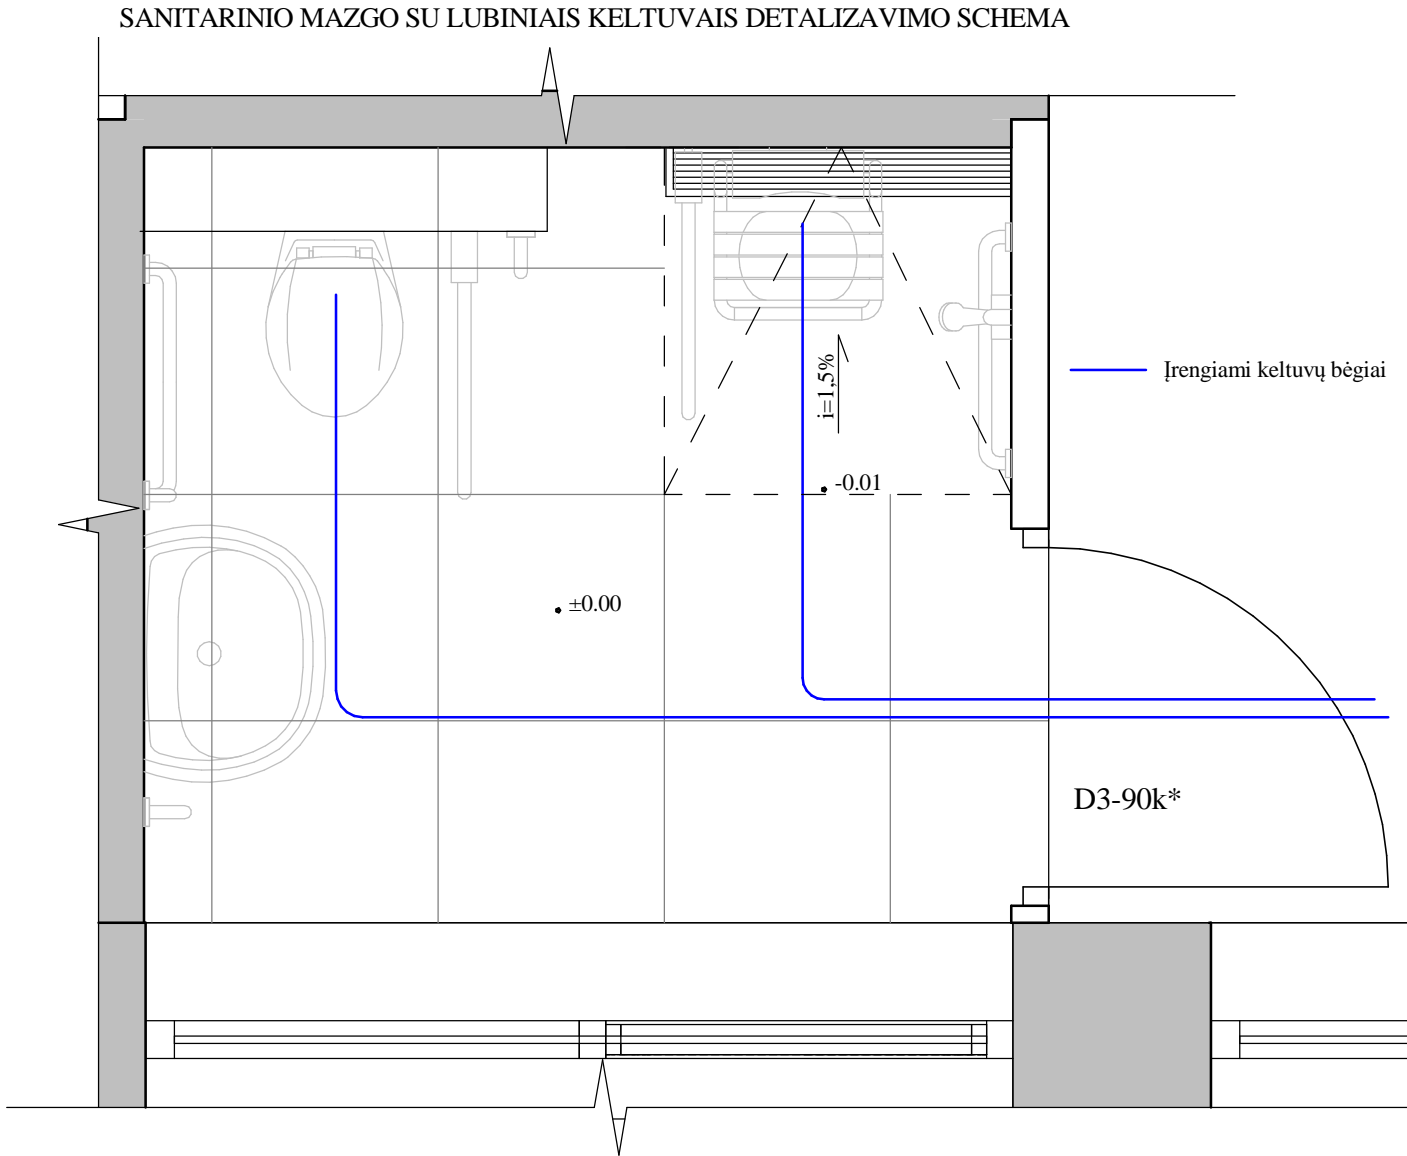 SANITARINIO MAZGO SU LUBINIAIS KELTUVAIS DETALIZAVIMO SCHEMA
i=1,5%
Įrengiami keltuvų bėgiai
-0.01
±0.00
D3-90k*